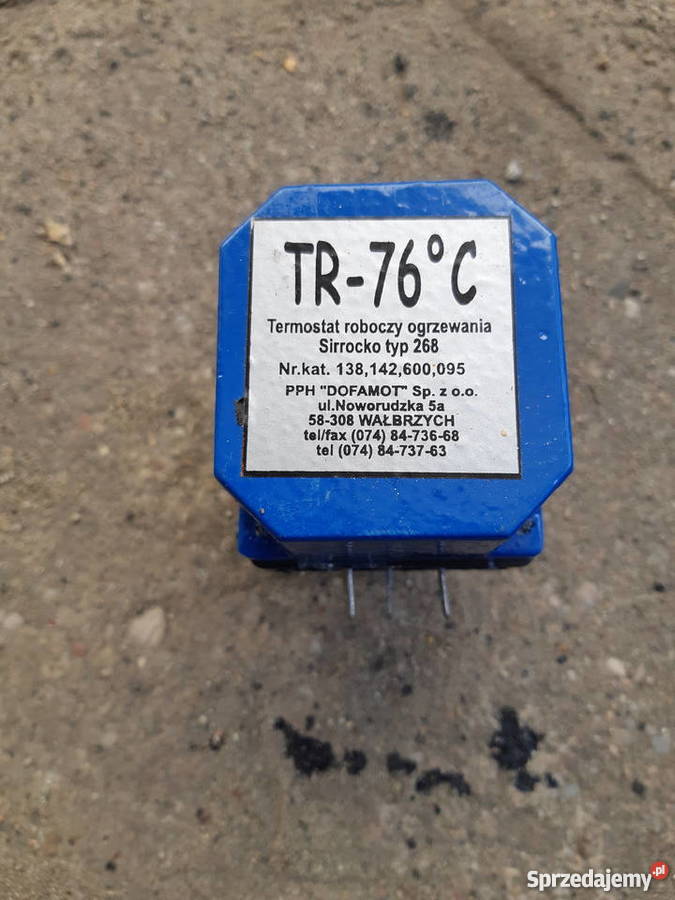 TR-76°C
Termostat roboczy ogrzewania
Sirrocko typ 268
Nr.kat. 138,142,600,095
PPH "DOFAMOT" Sp. z o.o.
ul.Noworudzka 5a
58-308 WAŁBRZYCH
tel/fax (074) 84-736-68
tel (074) 84-737-63
Sprzedajemy.pl